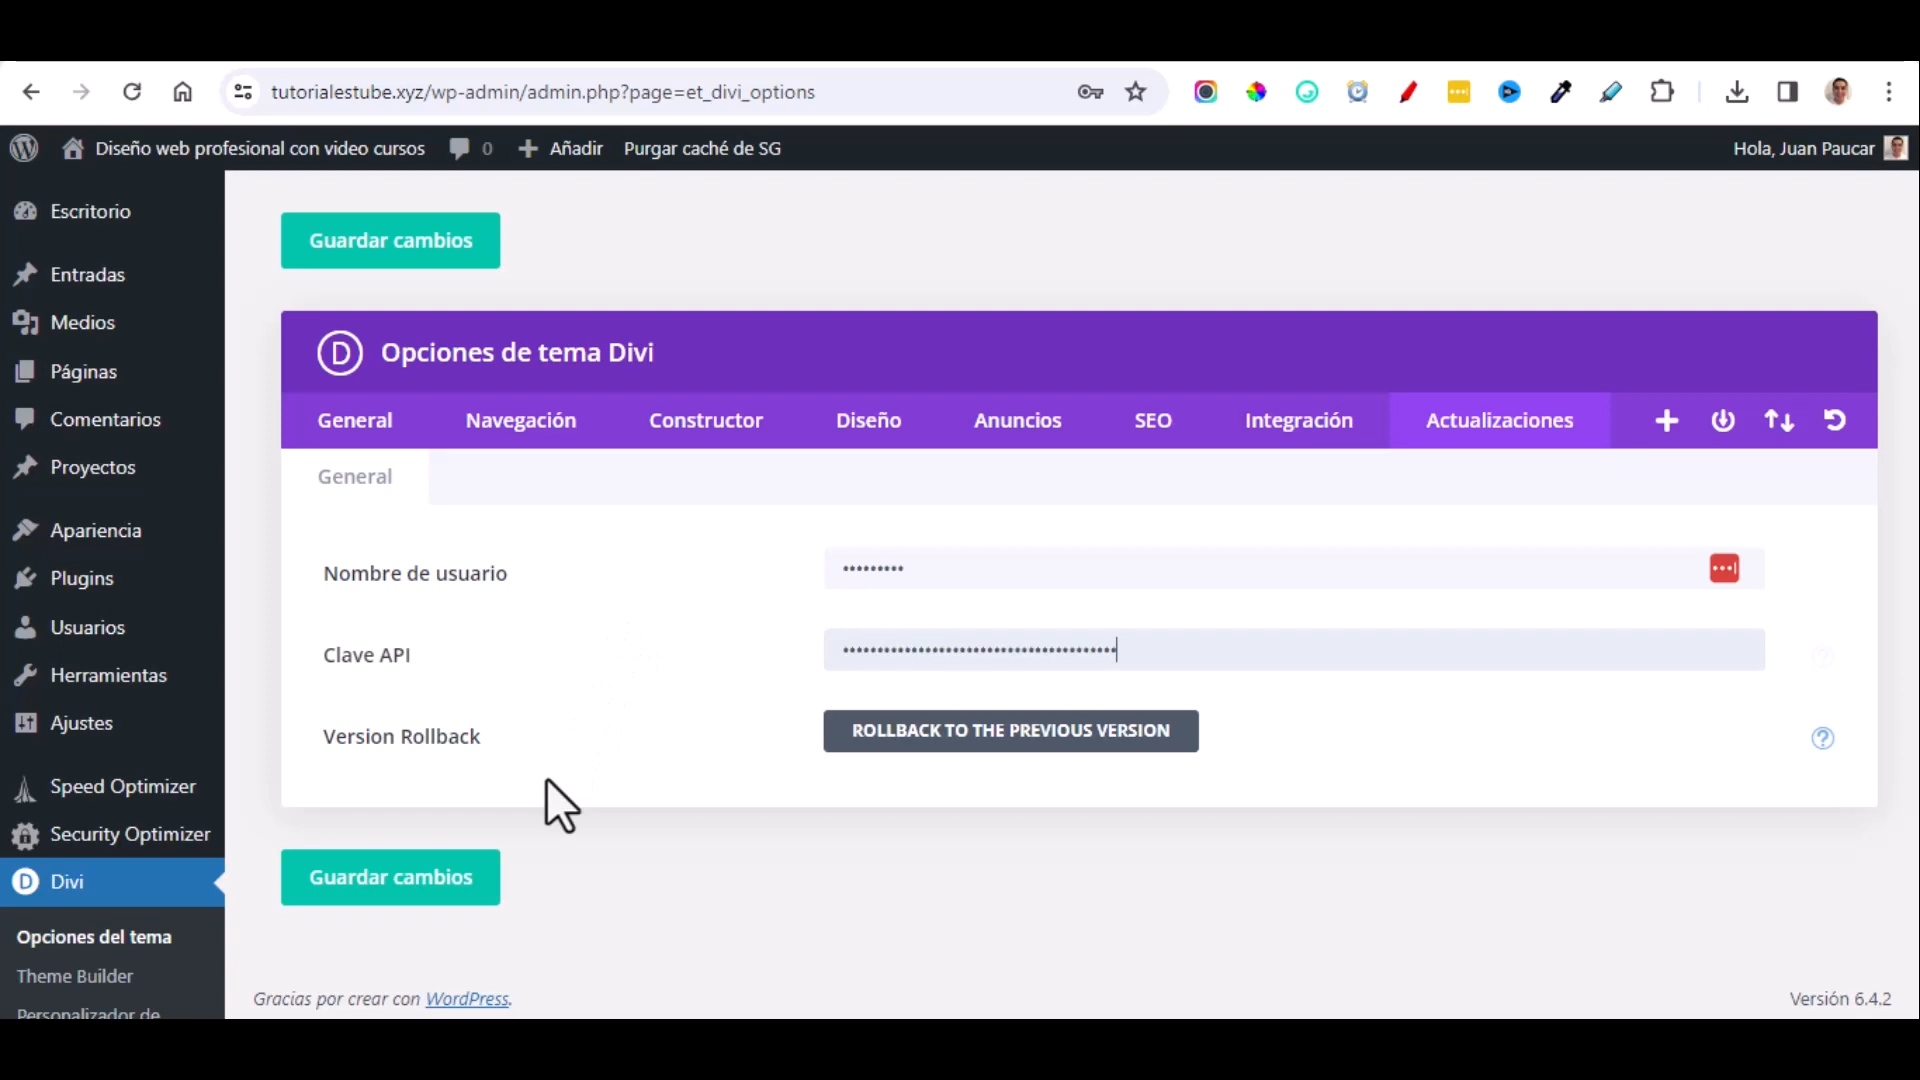 tutorialestube.xyz/wp-admin/admin.php?page=et_divi_options
Diseño web profesional con video cursos
0
Añadir
Purgar caché de SG
Hola, Juan Paucar
Escritorio
Entradas
Medios
Páginas
Comentarios
Proyectos
Apariencia
Plugins
Usuarios
Herramientas
Ajustes
Speed Optimizer
Security Optimizer
Divi
Opciones del tema
Theme Builder
Personalizador de
Guardar cambios
D
Opciones de tema Divi
General
Navegación
Constructor
Diseño
Anuncios
SEO
Integración
Actualizaciones
General
Nombre de usuario
Clave API
Version Rollback
ROLLBACK TO THE PREVIOUS VERSION
Guardar cambios
Gracias por crear con WordPress.
Versión 6.4.2